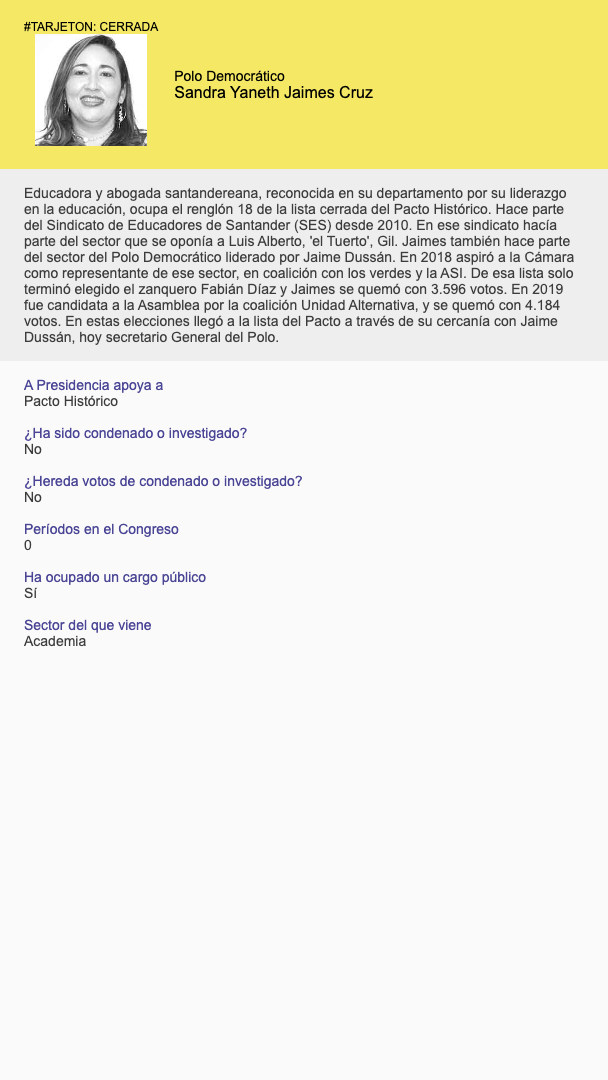 #TARJETON: CERRADA
Polo Democrático
Sandra Yaneth Jaimes Cruz
Educadora y abogada santandereana, reconocida en su departamento por su liderazgo
en la educación, ocupa el renglón 18 de la lista cerrada del Pacto Histórico. Hace parte
del Sindicato de Educadores de Santander (SES) desde 2010. En ese sindicato hacía
parte del sector que se oponía a Luis Alberto, 'el Tuerto', Gil. Jaimes también hace parte
del sector del Polo Democrático liderado por Jaime Dussán. En 2018 aspiró a la Cámara
como representante de ese sector, en coalición con los verdes y la ASI. De esa lista solo
terminó elegido el zanquero Fabián Díaz y Jaimes se quemó con 3.596 votos. En 2019
fue candidata a la Asamblea por la coalición Unidad Alternativa, y se quemó con 4.184
votos. En estas elecciones llegó a la lista del Pacto a través de su cercanía con Jaime
Dussán, hoy secretario General del Polo.
A Presidencia apoya a
Pacto Histórico
¿Ha sido condenado o investigado?
No
¿Hereda votos de condenado o investigado?
No
Períodos en el Congreso
0
Ha ocupado un cargo público
Sí
Sector del que viene
Academia